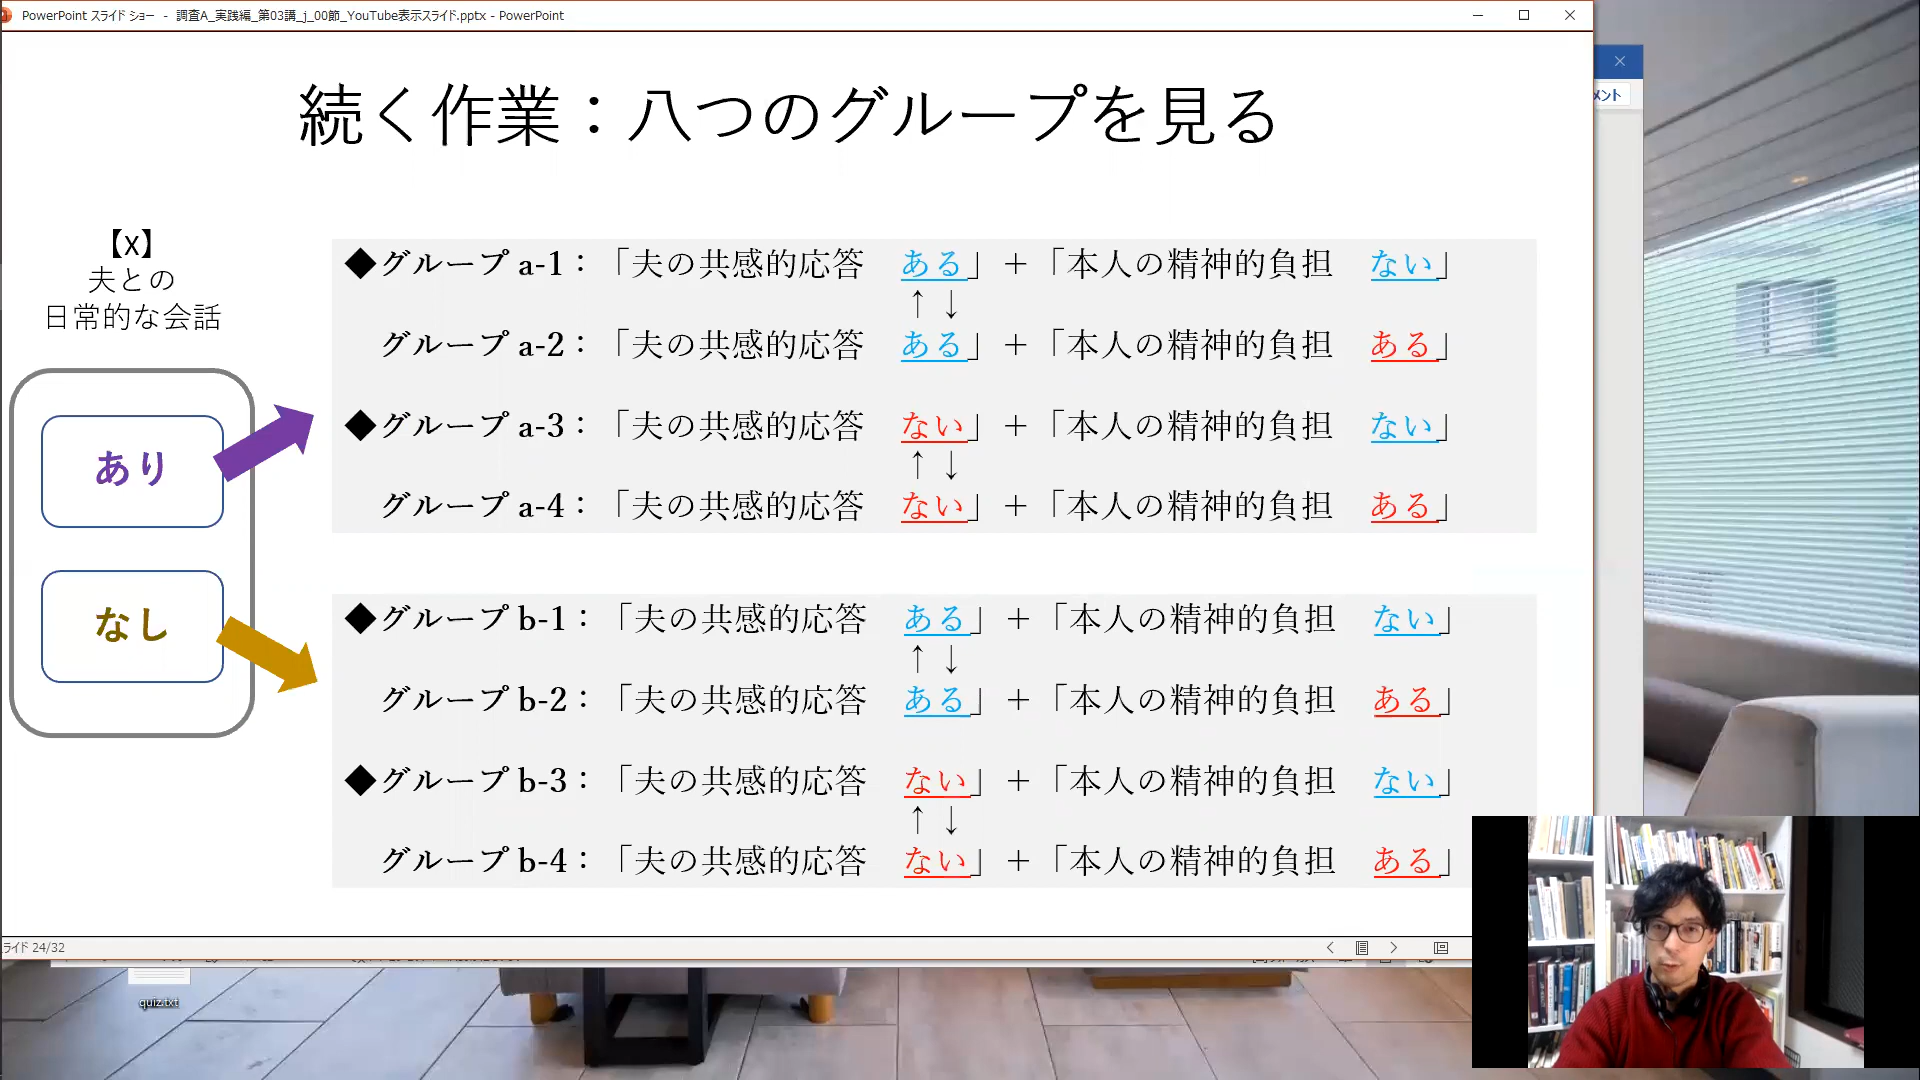 PowerPoint スライド ショー - 調査A_実践編_第03講_j_00節_YouTube表示スライド.pptx - PowerPoint
続く作業：八つのグループを見る
【X】
夫との
日常的な会話
あり
なし
◆グループ a-1：「夫の共感的応答　ある」＋「本人の精神的負担　ない」
↑ ↓
グループ a-2：「夫の共感的応答　ある」＋「本人の精神的負担　ある」
◆グループ a-3：「夫の共感的応答　ない」＋「本人の精神的負担　ない」
↑ ↓
グループ a-4：「夫の共感的応答　ない」＋「本人の精神的負担　ある」
◆グループ b-1：「夫の共感的応答　ある」＋「本人の精神的負担　ない」
↑ ↓
グループ b-2：「夫の共感的応答　ある」＋「本人の精神的負担　ある」
◆グループ b-3：「夫の共感的応答　ない」＋「本人の精神的負担　ない」
↑ ↓
グループ b-4：「夫の共感的応答　ない」＋「本人の精神的負担　ある」
ライド 24/32
メント
quiz.txt